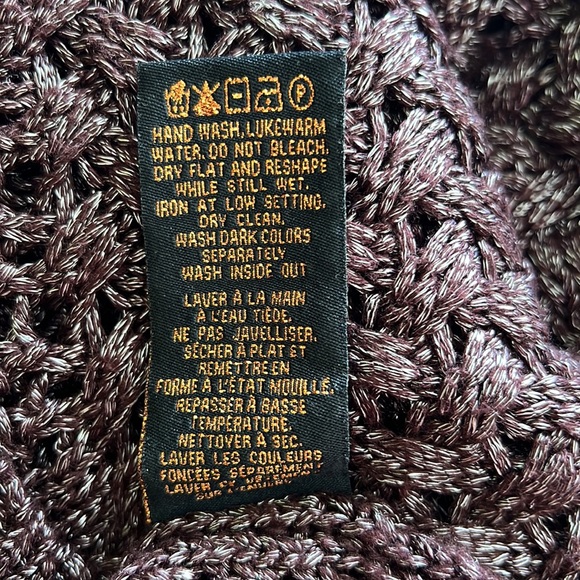 P
HAND WASH, LUKEWARM
WATER. DO NOT BLEACH.
DRY FLAT AND RESHAPE
WHILE STILL WET.
IRON AT LOW SETTING.
DRY CLEAN.
WASH DARK COLORS
SEPARATELY
WASH INSIDE OUT
LAVER À LA MAIN
À L'EAU TIÈDE.
NE PAS JAVELLISER.
SÉCHER À PLAT ET
REMETTRE EN
FORME À L'ÉTAT MOUILLÉ.
REPASSER À BASSE
TEMPÉRATURE.
NETTOYER À SEC.
LAVER LES COULEURS
FONCÉES SÉPARÉMENT
LAVER